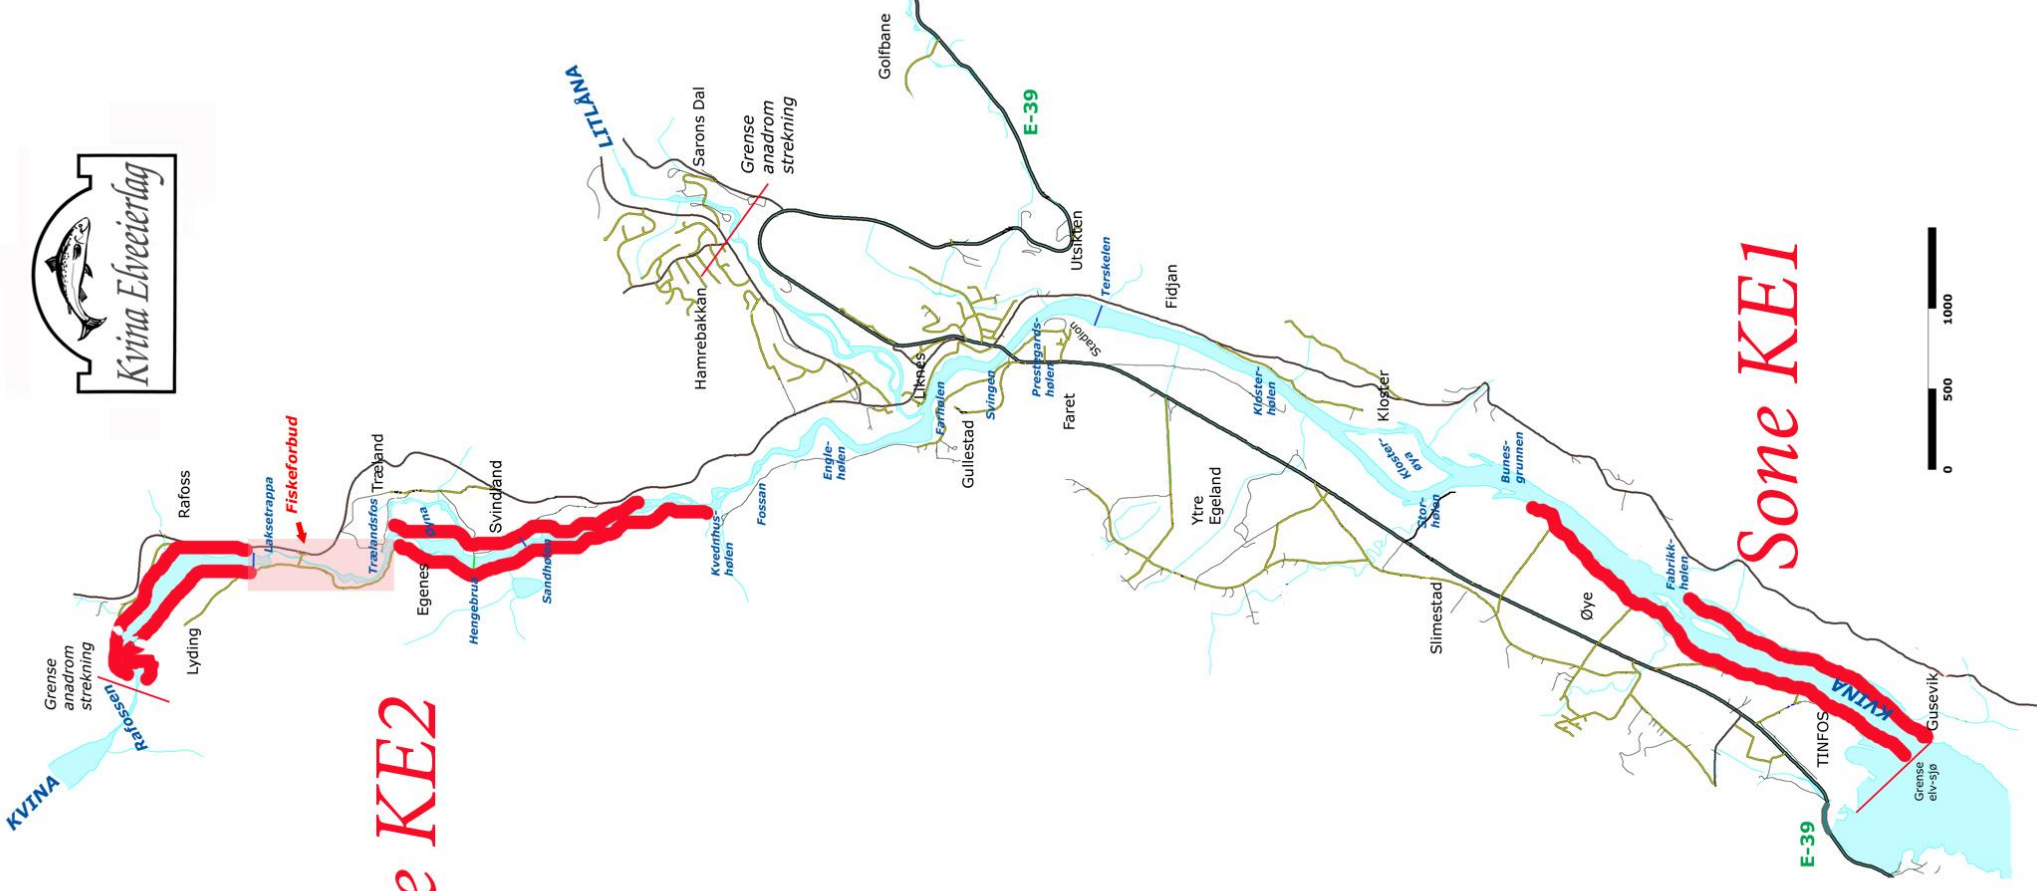 Kvina Elveeierlag
KVINA
Rafossen
Grense
anadrom
strekning
Lyding
Rafoss
Laksetrappa
Fiskeforbud
Trælandsfos
Træland
Øyna
Egenes
Hengebrua
Svindland
Kvednhus-
hølen
Fossan
Engle-
hølen
LITLÅNA
Sarons Dal
Grense
anadrom
strekning
Hamrebakkan
Golfbane
E-39
Utsikten
Liknes
Farhølen
Gullestad
Svingen
Prestegards-
hølen
Stadion
Faret
Terskelen
Fidjan
Kloster-
hølen
Kloster
Kloster-
øya
Stor-
hølen
Bunes-
grunnen
Ytre
Egeland
Slimestad
Øye
Fabrikk-
hølen
KVINA
TINFOS
Gusevik
Grense
elv-sjø
E-39
Sone KE1
e KE2
0
500
1000